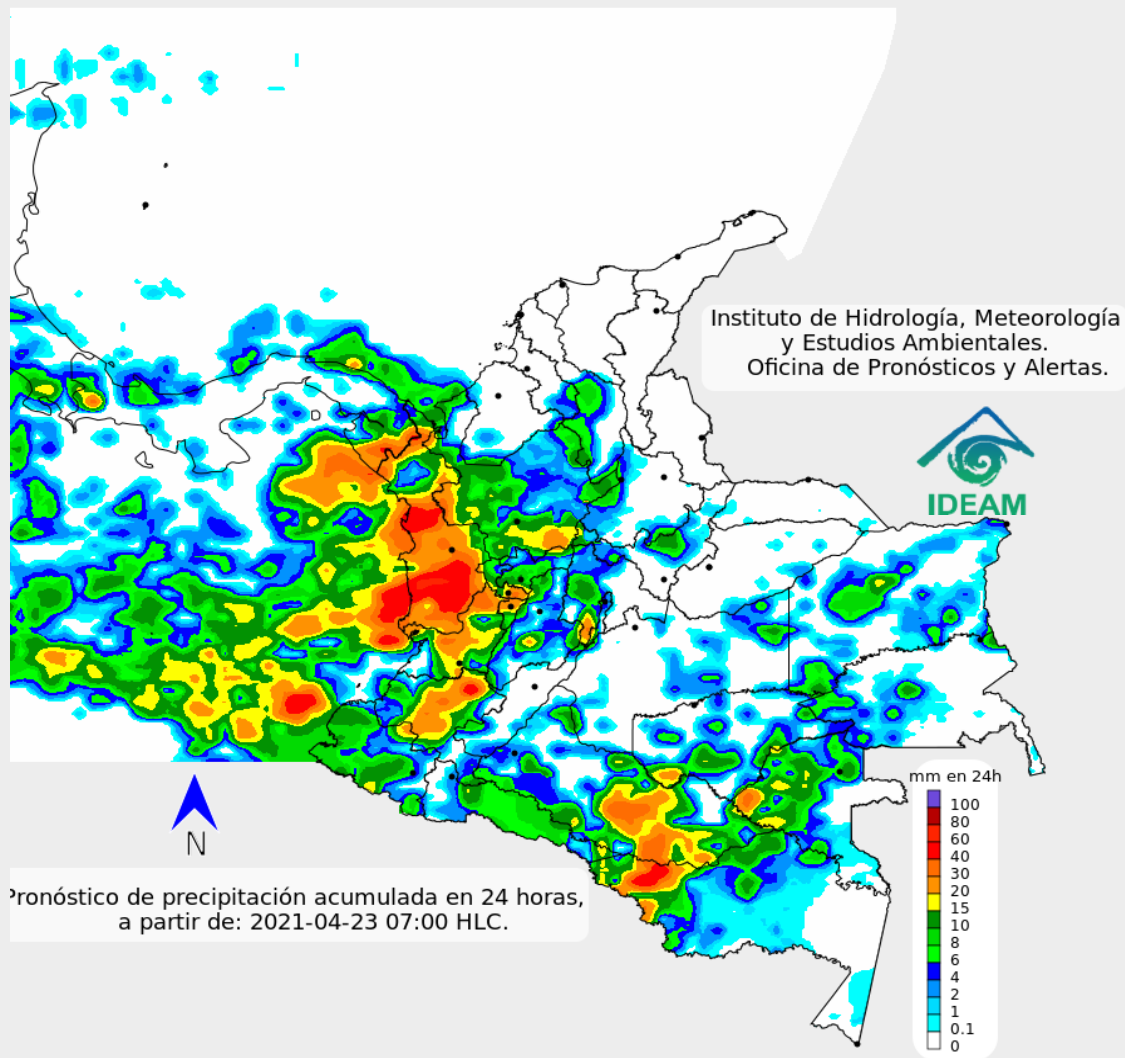 Instituto de Hidrología, Meteorología
y Estudios Ambientales.
Oficina de Pronósticos y Alertas.
IDEAM
mm en 24h
100
80
60
40
30
20
15
10
8
6
4
2
1
0.1
0
N
Pronóstico de precipitación acumulada en 24 horas,
a partir de: 2021-04-23 07:00 HLC.